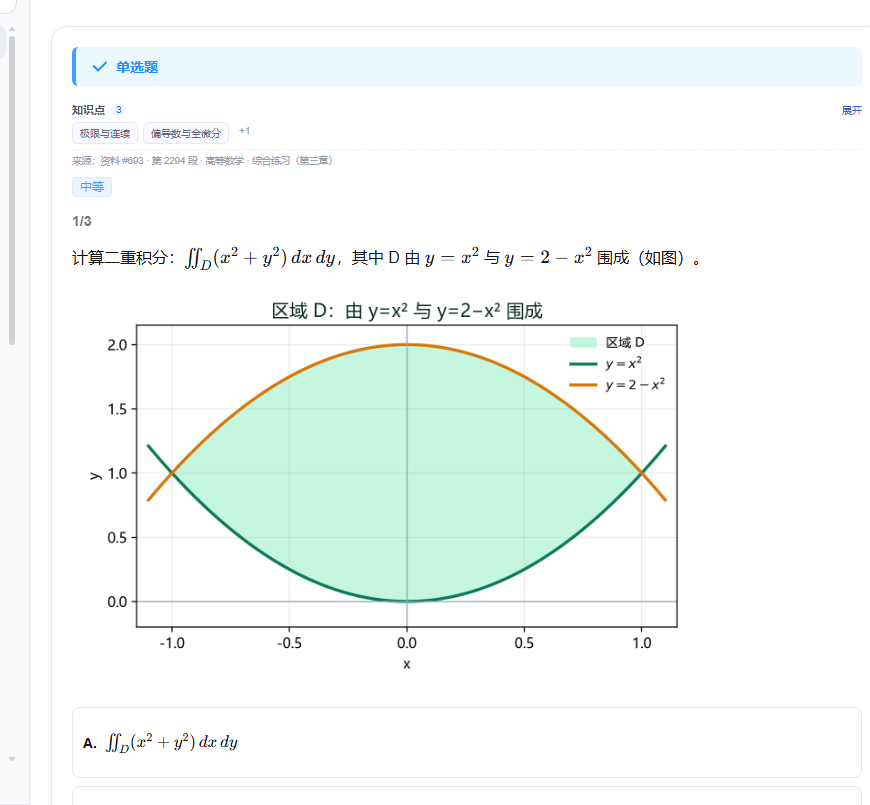 单选题
知识点 3
展开
极限与连续 偏导数与全微分 +1
来源：资料 #693 · 第 2294 段 · 高等数学 · 综合练习（第三章）
中等
1/3
计算二重积分：∬_D(x² + y²) dx dy，其中 D 由 y = x² 与 y = 2 − x² 围成（如图）。
区域 D：由 y=x² 与 y=2−x² 围成
区域 D
y = x²
y = 2 − x²
2.0
1.5
1.0
0.5
0.0
y
-1.0 -0.5 0.0 0.5 1.0
x
A. ∬_D(x² + y²) dx dy